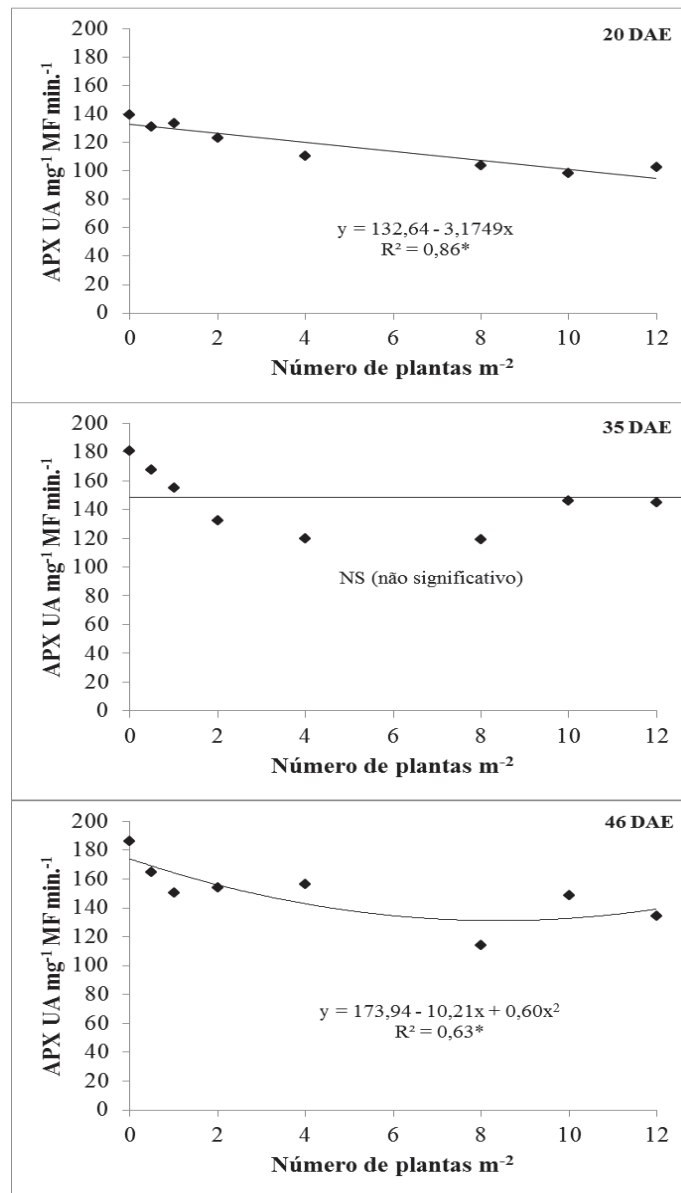 20 DAE
APX UA mg⁻¹ MF min.⁻¹
200
180
160
140
120
100
80
60
40
20
0
y = 132,64 - 3,1749x
R² = 0,86*
0 2 4 6 8 10 12
Número de plantas m⁻²
35 DAE
APX UA mg⁻¹ MF min.⁻¹
200
180
160
140
120
100
80
60
40
20
0
NS (não significativo)
0 2 4 6 8 10 12
Número de plantas m⁻²
46 DAE
APX UA mg⁻¹ MF min.⁻¹
200
180
160
140
120
100
80
60
40
20
0
y = 173,94 - 10,21x + 0,60x²
R² = 0,63*
0 2 4 6 8 10 12
Número de plantas m⁻²